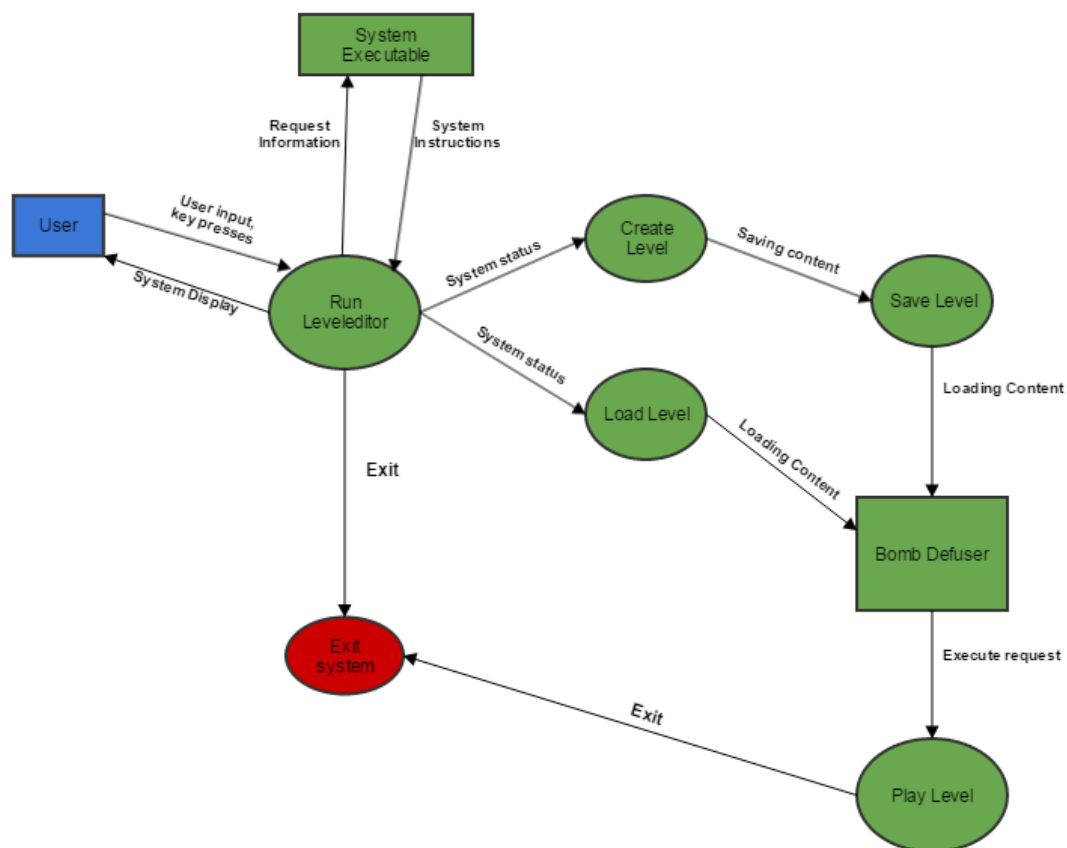 System
Executable
Request
Information
System
Instructions
User
User input,
key presses
System Display
Run
Leveleditor
System status
Create
Level
Saving content
Save Level
System status
Load Level
Loading Content
Loading Content
Exit
Bomb Defuser
Execute request
Exit
system
Exit
Play Level